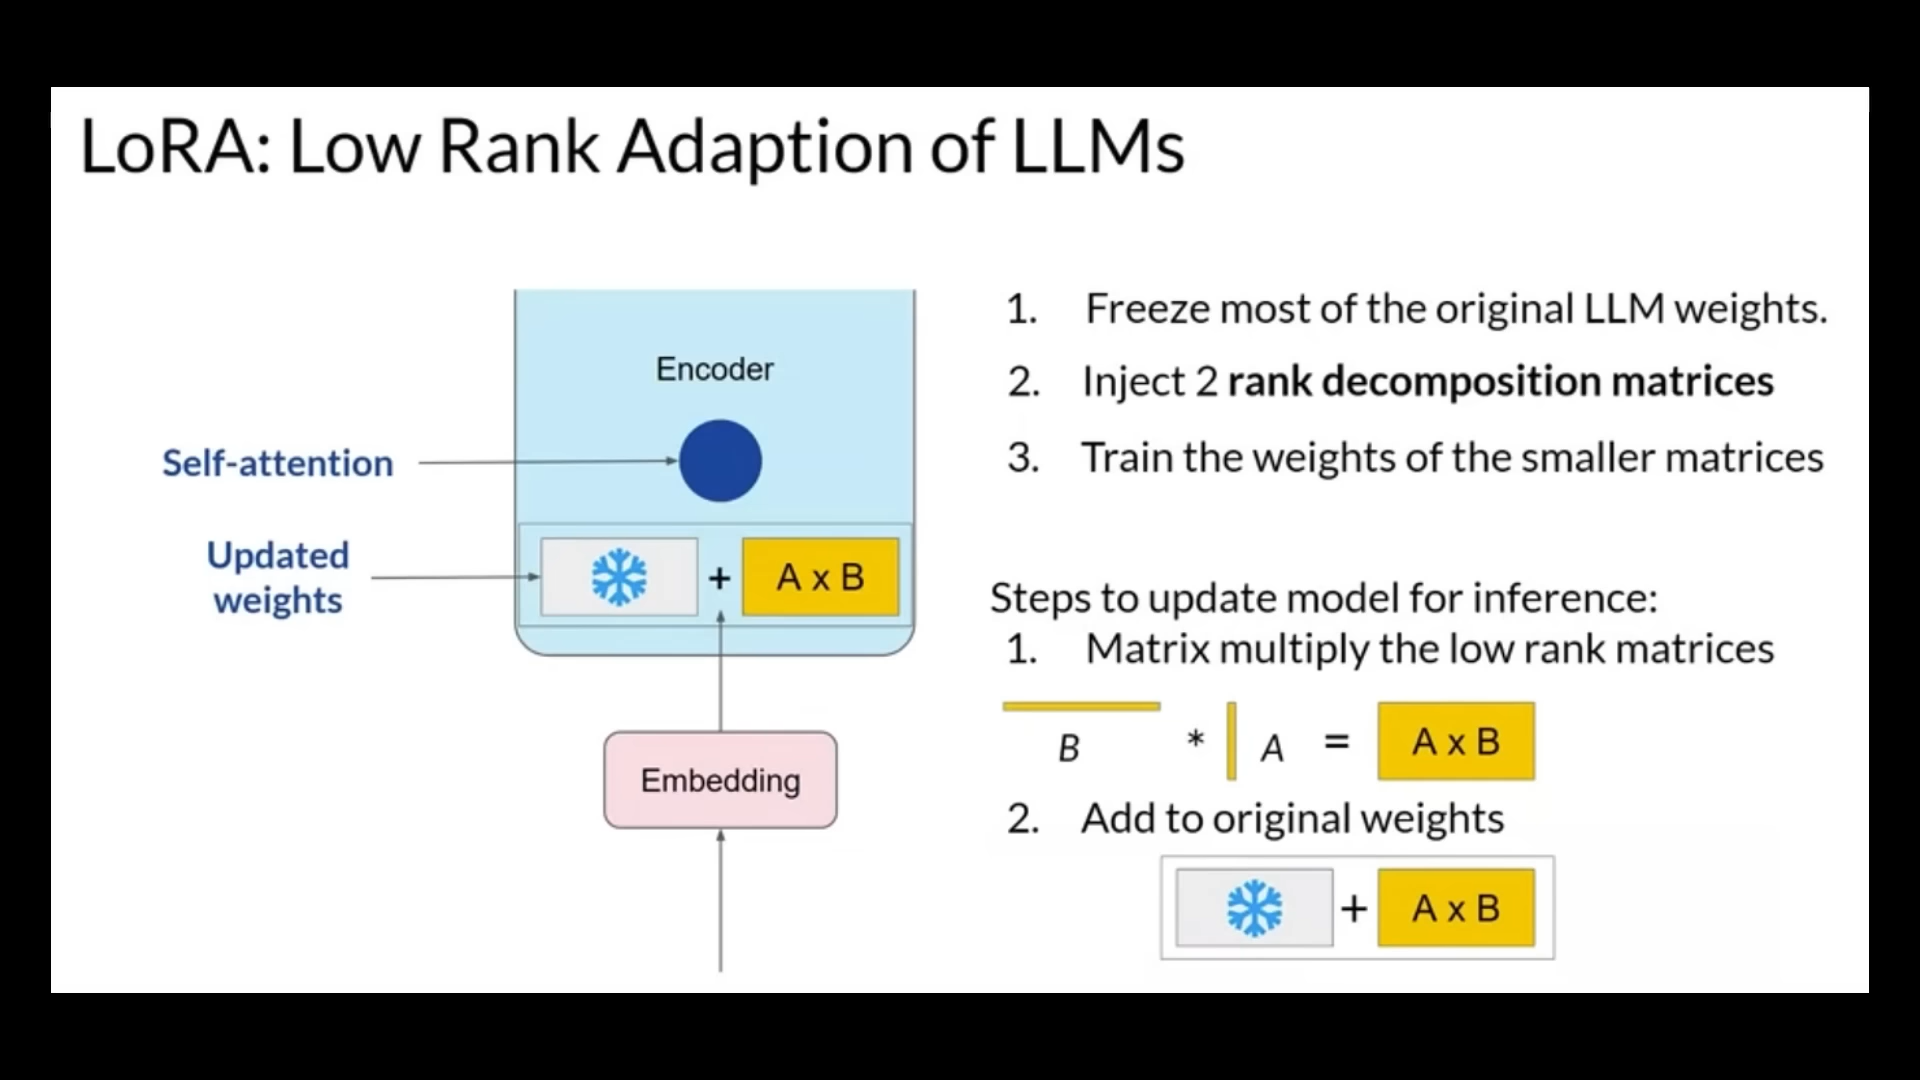 LoRA: Low Rank Adaption of LLMs
Encoder
Self-attention
Updated
weights
+
A x B
Embedding
1. Freeze most of the original LLM weights.
2. Inject 2 rank decomposition matrices
3. Train the weights of the smaller matrices
Steps to update model for inference:
1. Matrix multiply the low rank matrices
B * A = A x B
2. Add to original weights
+ A x B